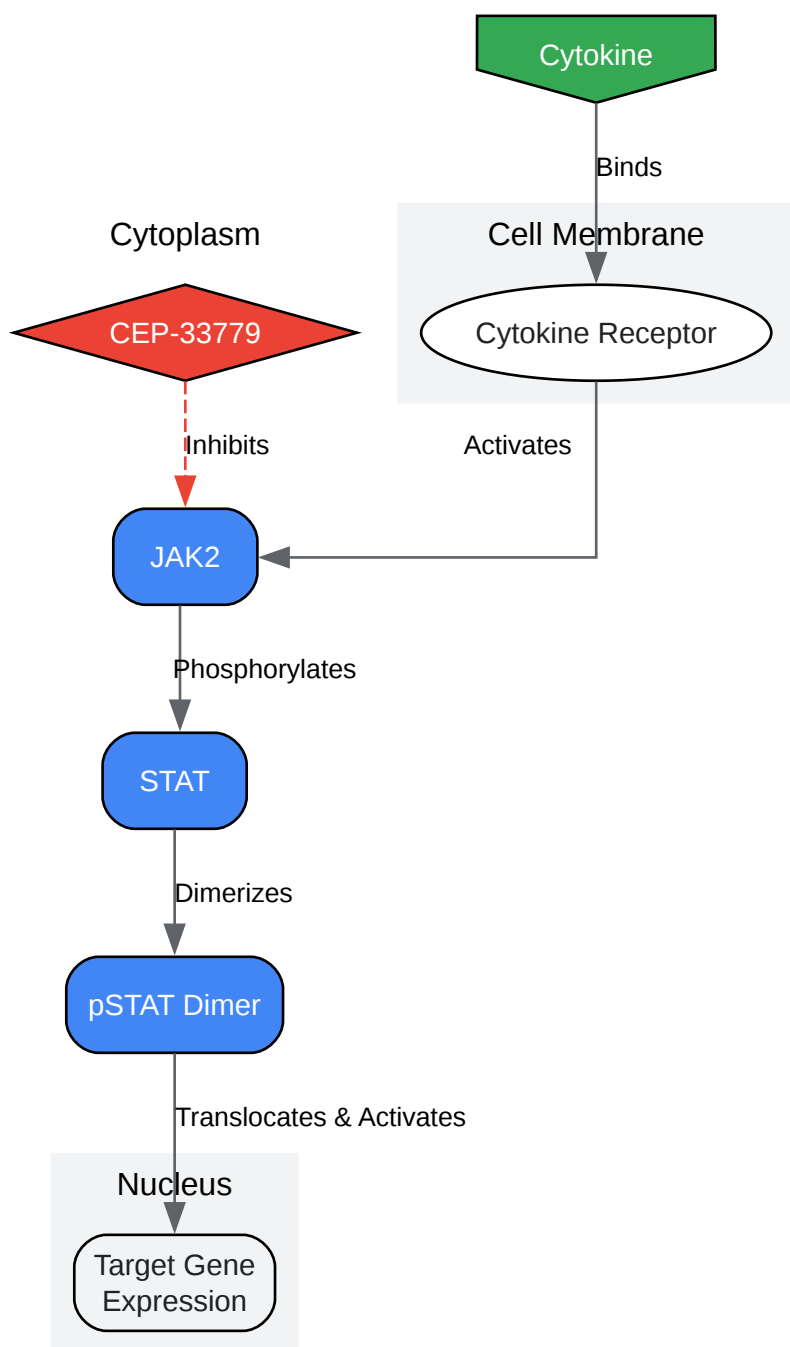 Cytokine
Binds
Cytoplasm
Cell Membrane
CEP-33779
Cytokine Receptor
Inhibits
Activates
JAK2
Phosphorylates
STAT
Dimerizes
pSTAT Dimer
Translocates & Activates
Nucleus
Target Gene
Expression